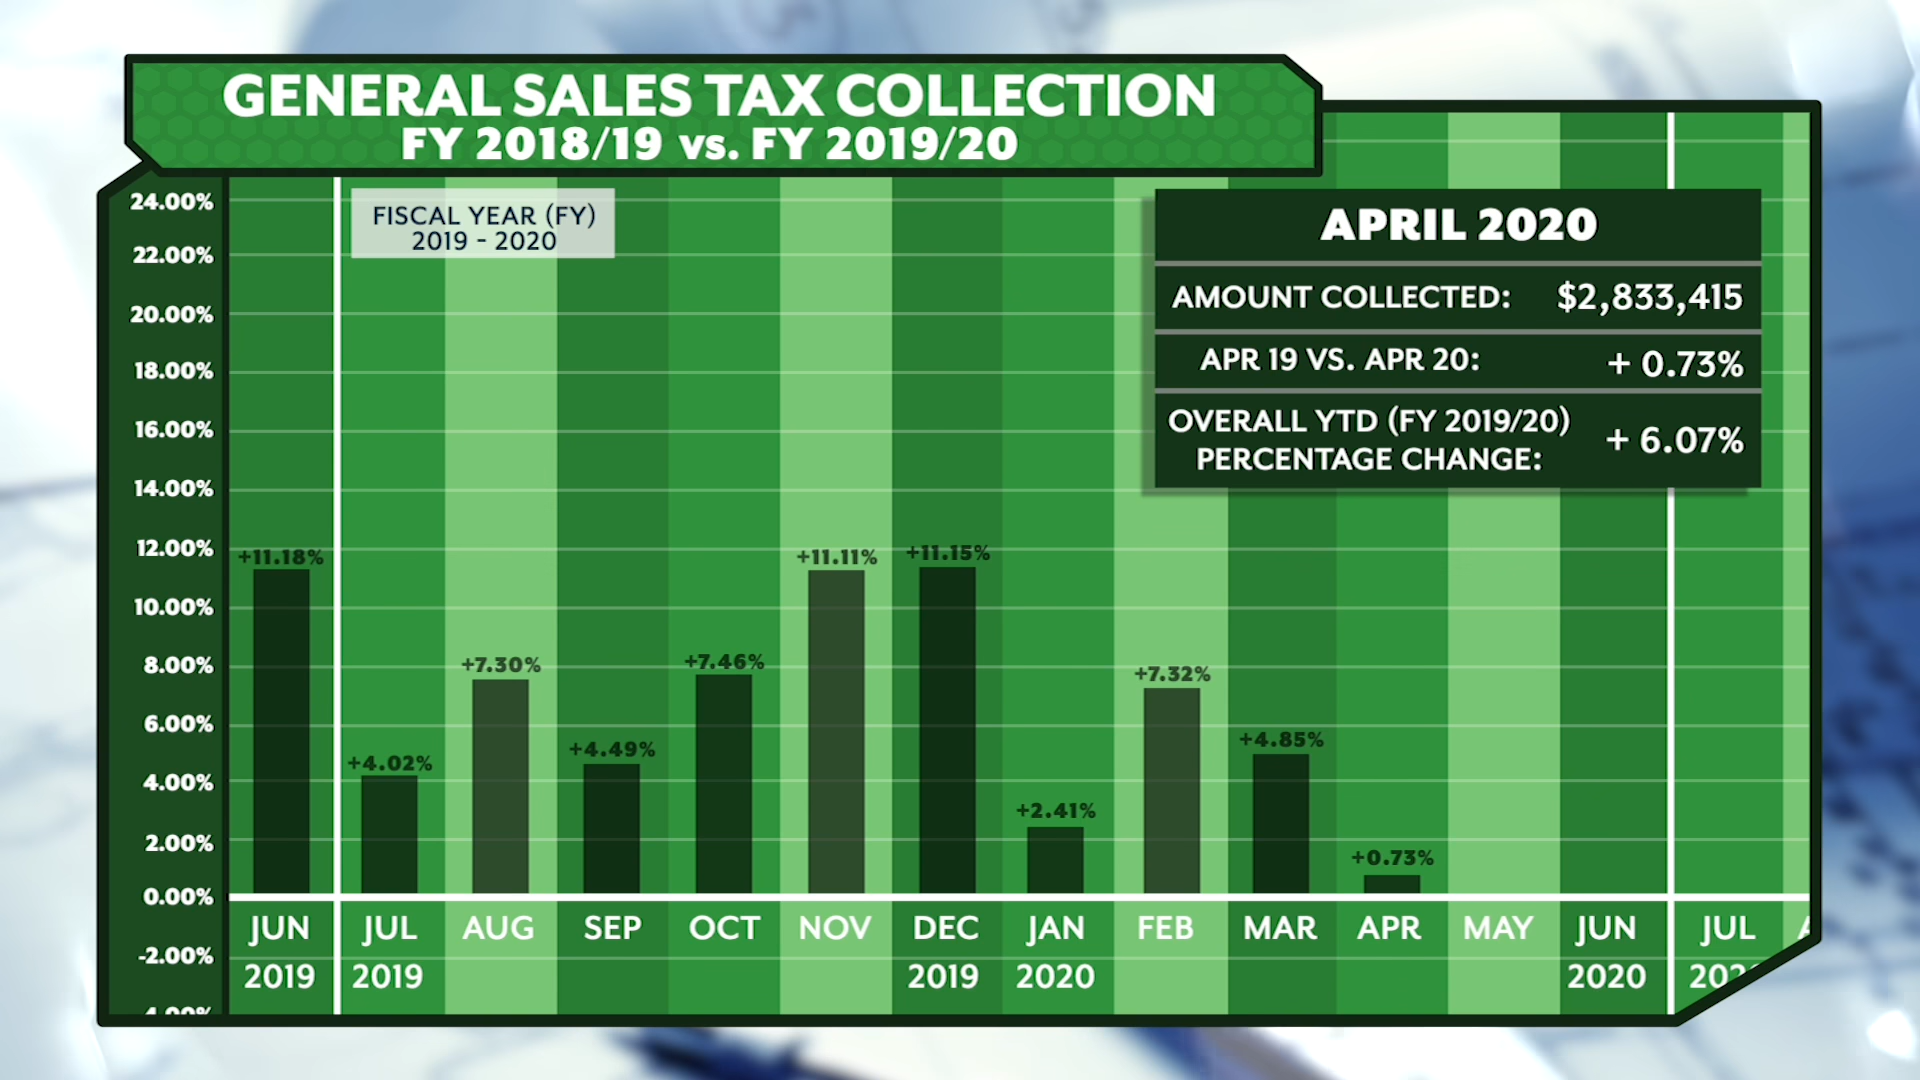 GENERAL SALES TAX COLLECTION
FY 2018/19 vs. FY 2019/20
FISCAL YEAR (FY)
2019 - 2020
APRIL 2020
AMOUNT COLLECTED: $2,833,415
APR 19 VS. APR 20: + 0.73%
OVERALL YTD (FY 2019/20)
PERCENTAGE CHANGE: + 6.07%
24.00%
22.00%
20.00%
18.00%
16.00%
14.00%
12.00%
10.00%
8.00%
6.00%
4.00%
2.00%
0.00%
-2.00%
+11.18%
+4.02%
+7.30%
+4.49%
+7.46%
+11.11%
+11.15%
+2.41%
+7.32%
+4.85%
+0.73%
JUN JUL AUG SEP OCT NOV DEC JAN FEB MAR APR MAY JUN JUL
2019 2019 2019 2020 2020